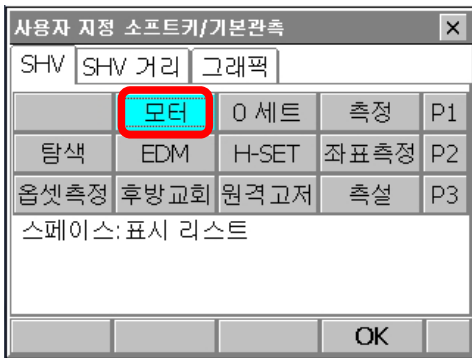 사용자 지정 소프트키/기본관측
SHV SHV 거리 그래픽
모터 0 세트 측정 P1
탐색 EDM H-SET 좌표측정 P2
옵셋측정 후방교회 원격고저 측설 P3
스페이스: 표시 리스트
OK